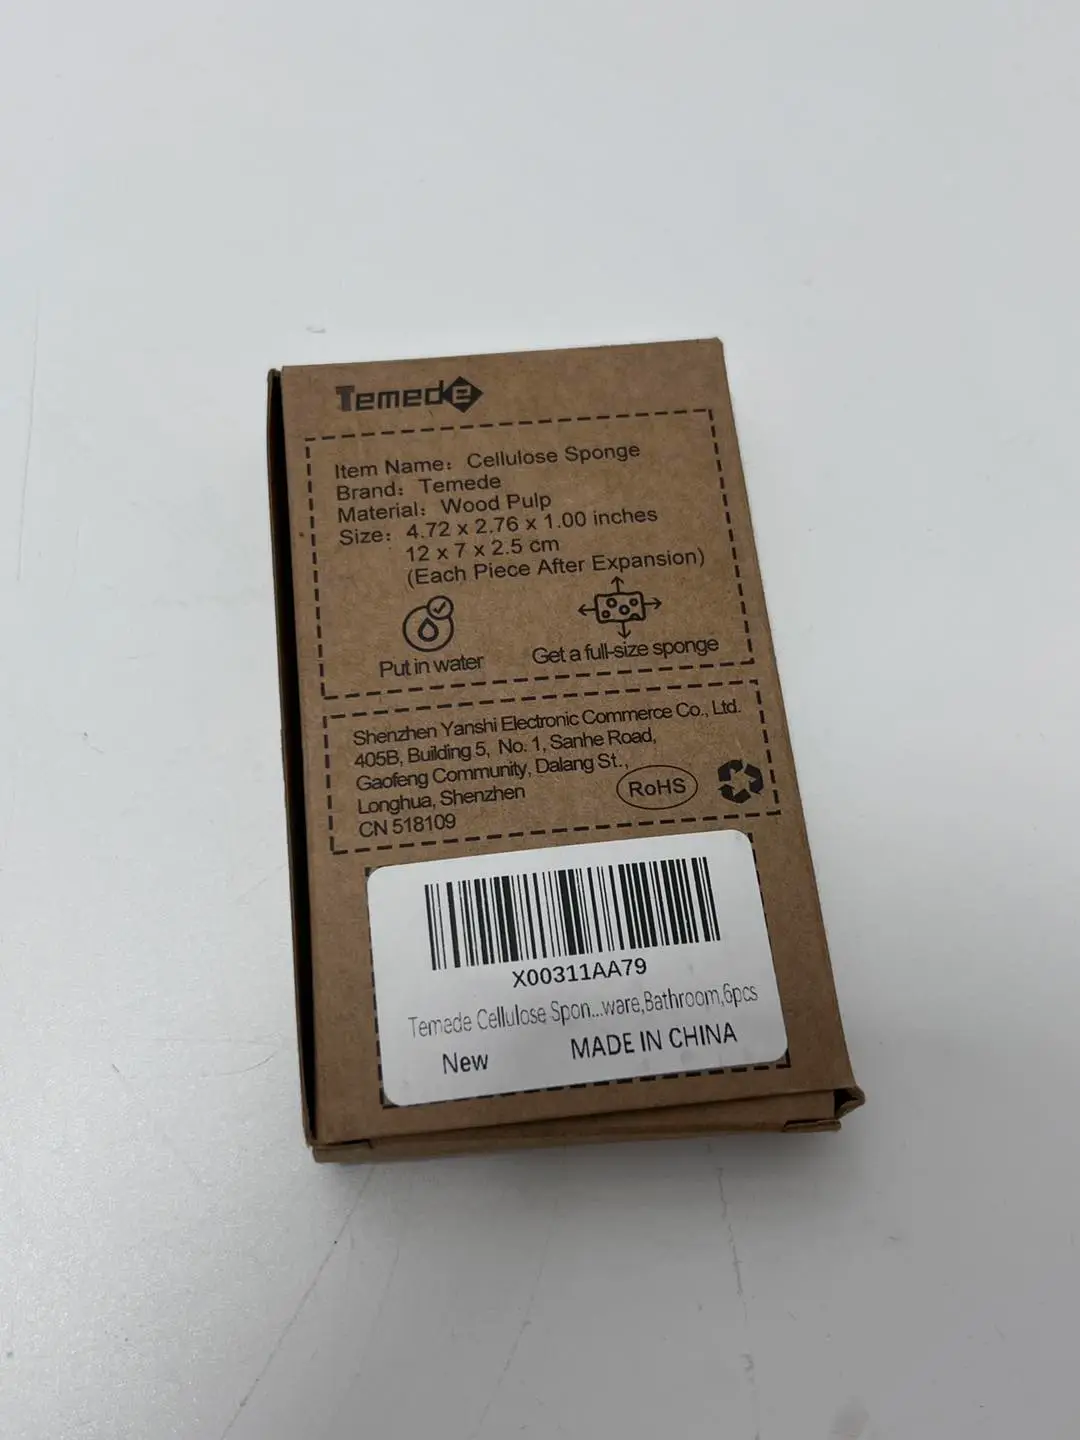 Temede
Item Name: Cellulose Sponge
Brand: Temede
Material: Wood Pulp
Size: 4.72 x 2.76 x 1.00 inches
12 x 7 x 2.5 cm
(Each Piece After Expansion)
Put in water
Get a full-size sponge
Shenzhen Yanshi Electronic Commerce Co., Ltd.
405B, Building 5, No. 1, Sanhe Road,
Gaofeng Community, Dalang St.,
Longhua, Shenzhen
CN 518109
RoHS
X00311AA79
Temede Cellulose Spon...ware,Bathroom,6pcs
New MADE IN CHINA